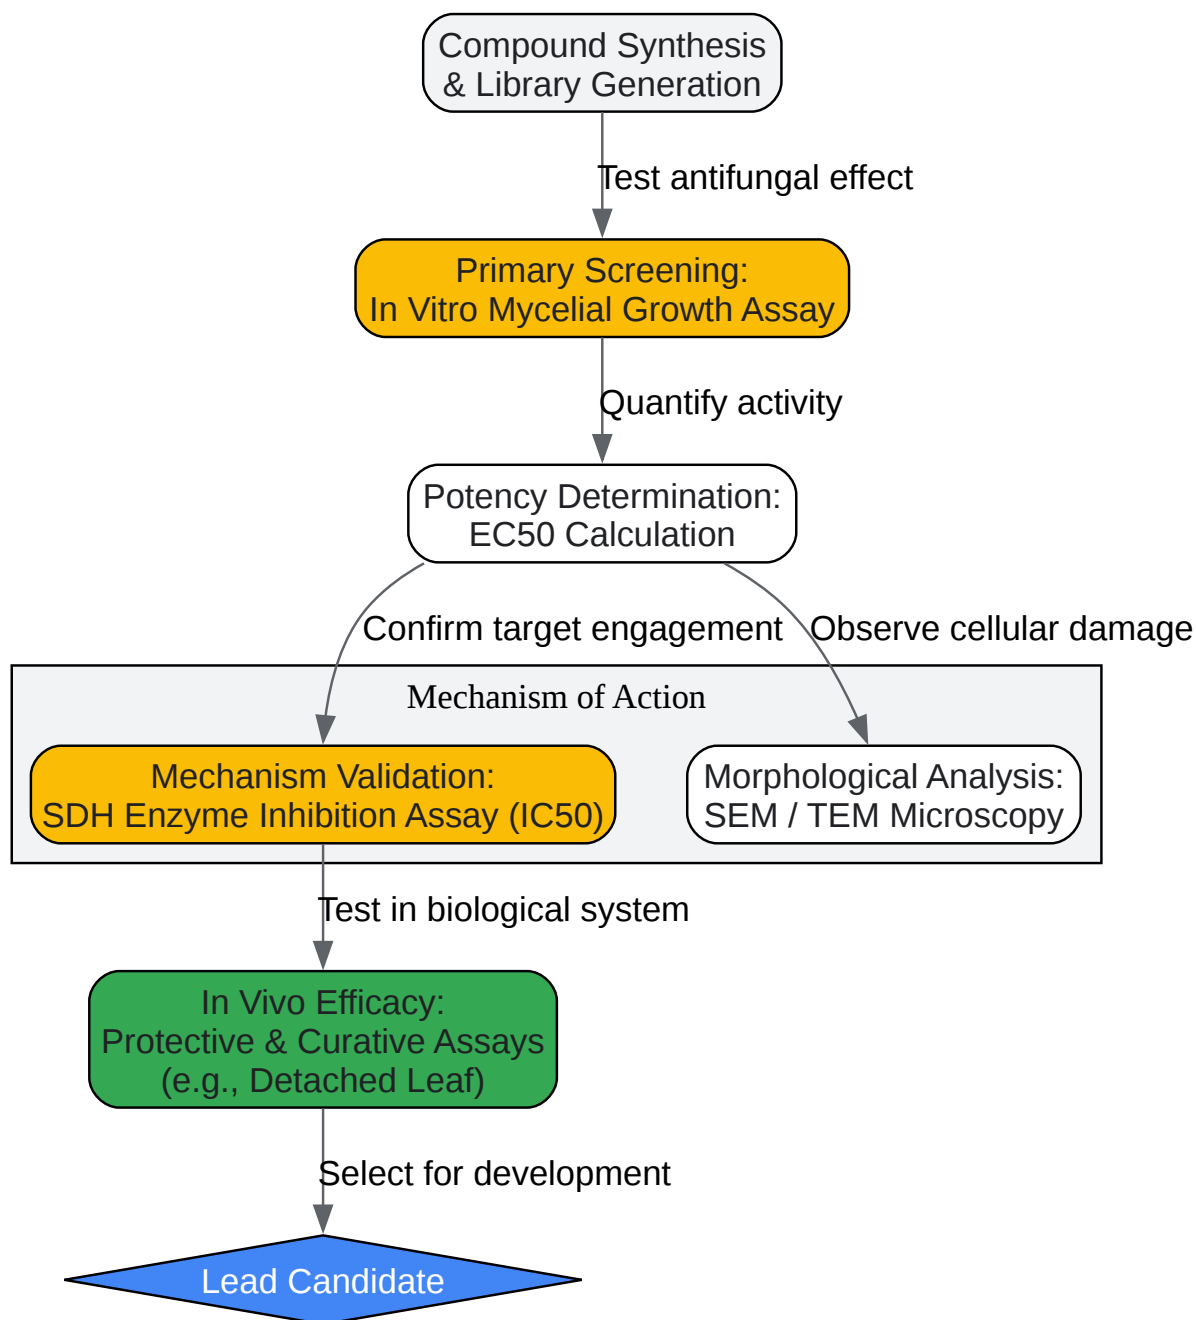 Compound Synthesis
& Library Generation
Test antifungal effect
Primary Screening:
In Vitro Mycelial Growth Assay
Quantify activity
Potency Determination:
EC50 Calculation
Confirm target engagement
Observe cellular damage
Mechanism of Action
Mechanism Validation:
SDH Enzyme Inhibition Assay (IC50)
Morphological Analysis:
SEM / TEM Microscopy
Test in biological system
In Vivo Efficacy:
Protective & Curative Assays
(e.g., Detached Leaf)
Select for development
Lead Candidate